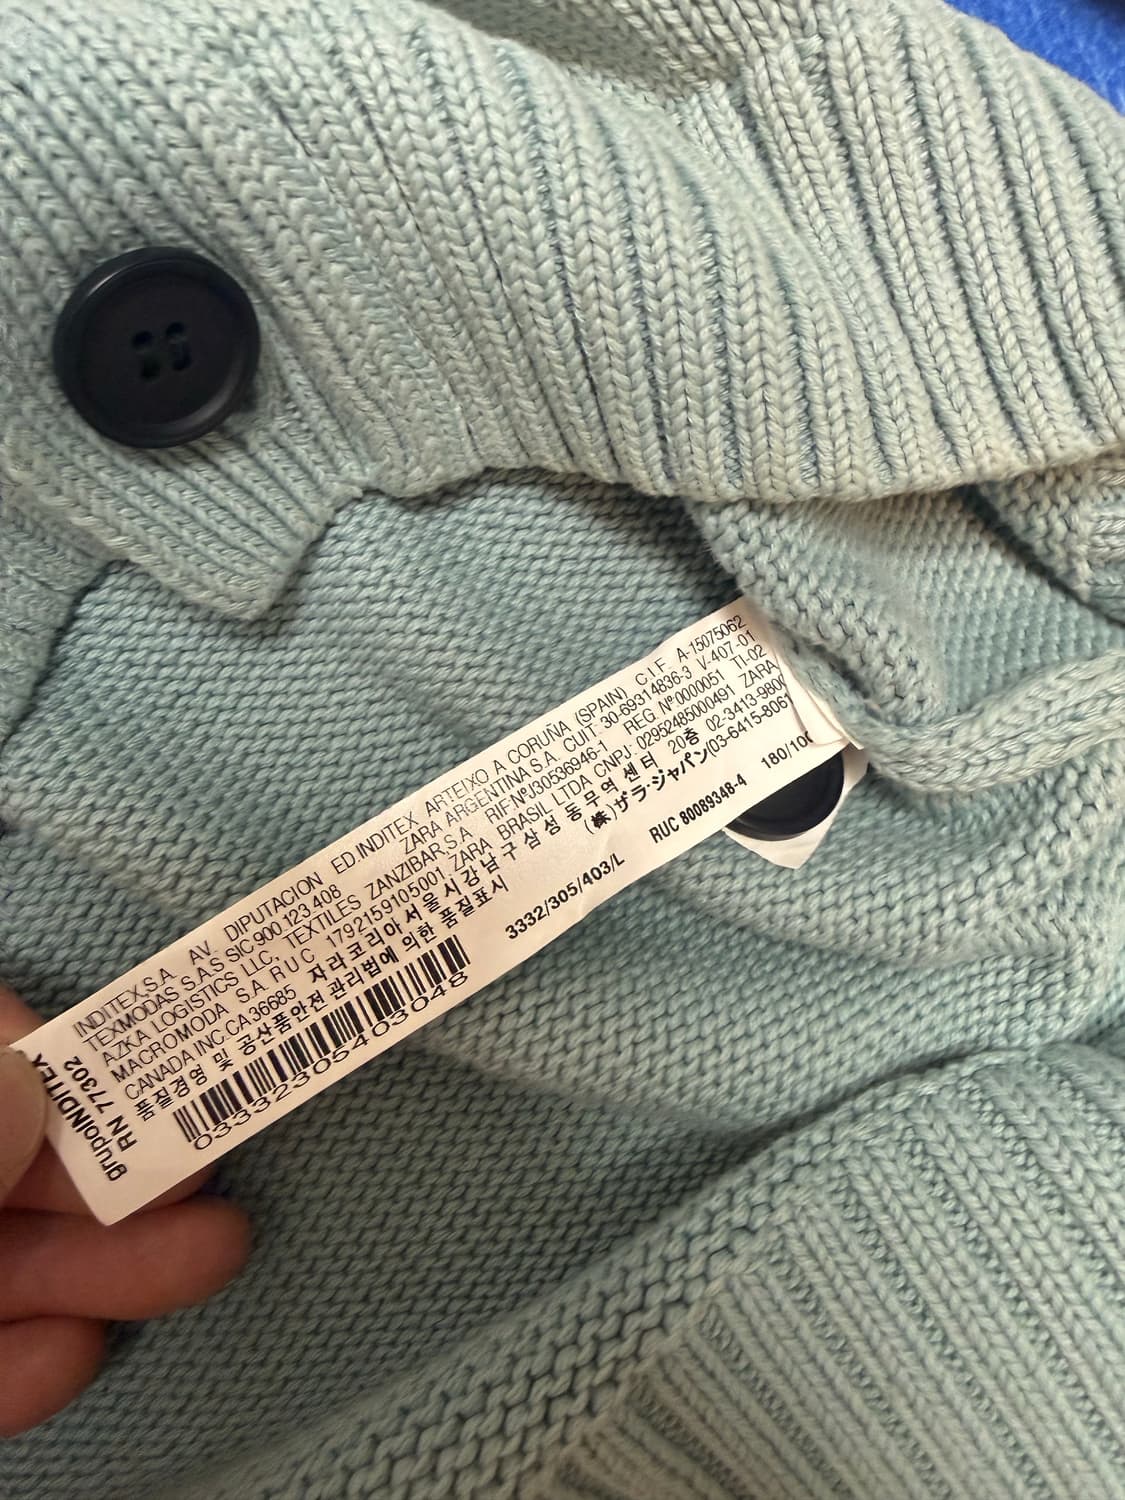 grupoINDITEX
RN 77302
INDITEX,S.A. AV. DIPUTACION ED.INDITEX ARTEIXO A CORUÑA (SPAIN) C.I.F. A-15075062
TEXMODAS S.A.S SIC 900.123.408 ZARA ARGENTINA S.A. CUIT: 30-69314836-3 V-407-01
AZKA LOGISTICS LLC, TEXTILES ZANZIBAR,S.A RIF:NºJ30536946-1 REG. Nº0000051 TI-02
MACROMODA S.A. R U C 1792159105001 ZARA BRASIL LTDA CNPJ: 02952485000491 ZARA
CANADA INC.CA 36685 자라코리아 서울시 강남구 삼성동 무역센터 20층 02-3413-980
품질경영 및 공산품안전관리법에 의한 품질표시 (株)ザラ・ジャパン/03-6415-8061
03332305403048
3332/305/403/L RUC 80089348-4 180/100